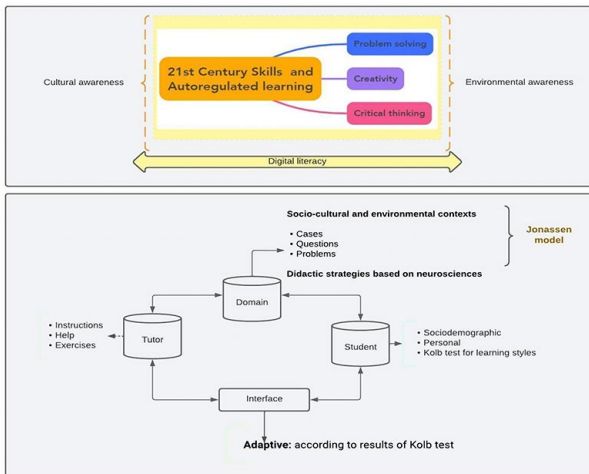 Problem solving
21st Century Skills and
Autoregulated learning
Creativity
Critical thinking
Cultural awareness
Environmental awareness
Digital literacy
Socio-cultural and environmental contexts
• Cases
• Questions
• Problems
Jonassen
model
Didactic strategies based on neurosciences
Domain
• Instructions
• Help
• Exercises
Tutor
Student
• Sociodemographic
• Personal
• Kolb test for learning styles
Interface
Adaptive: according to results of Kolb test